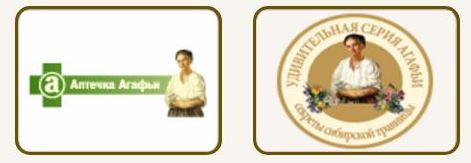 а Аптечка Агафьи
УДИВИТЕЛЬНАЯ СЕРИЯ АГАФЬИ
секреты сибирской травницы